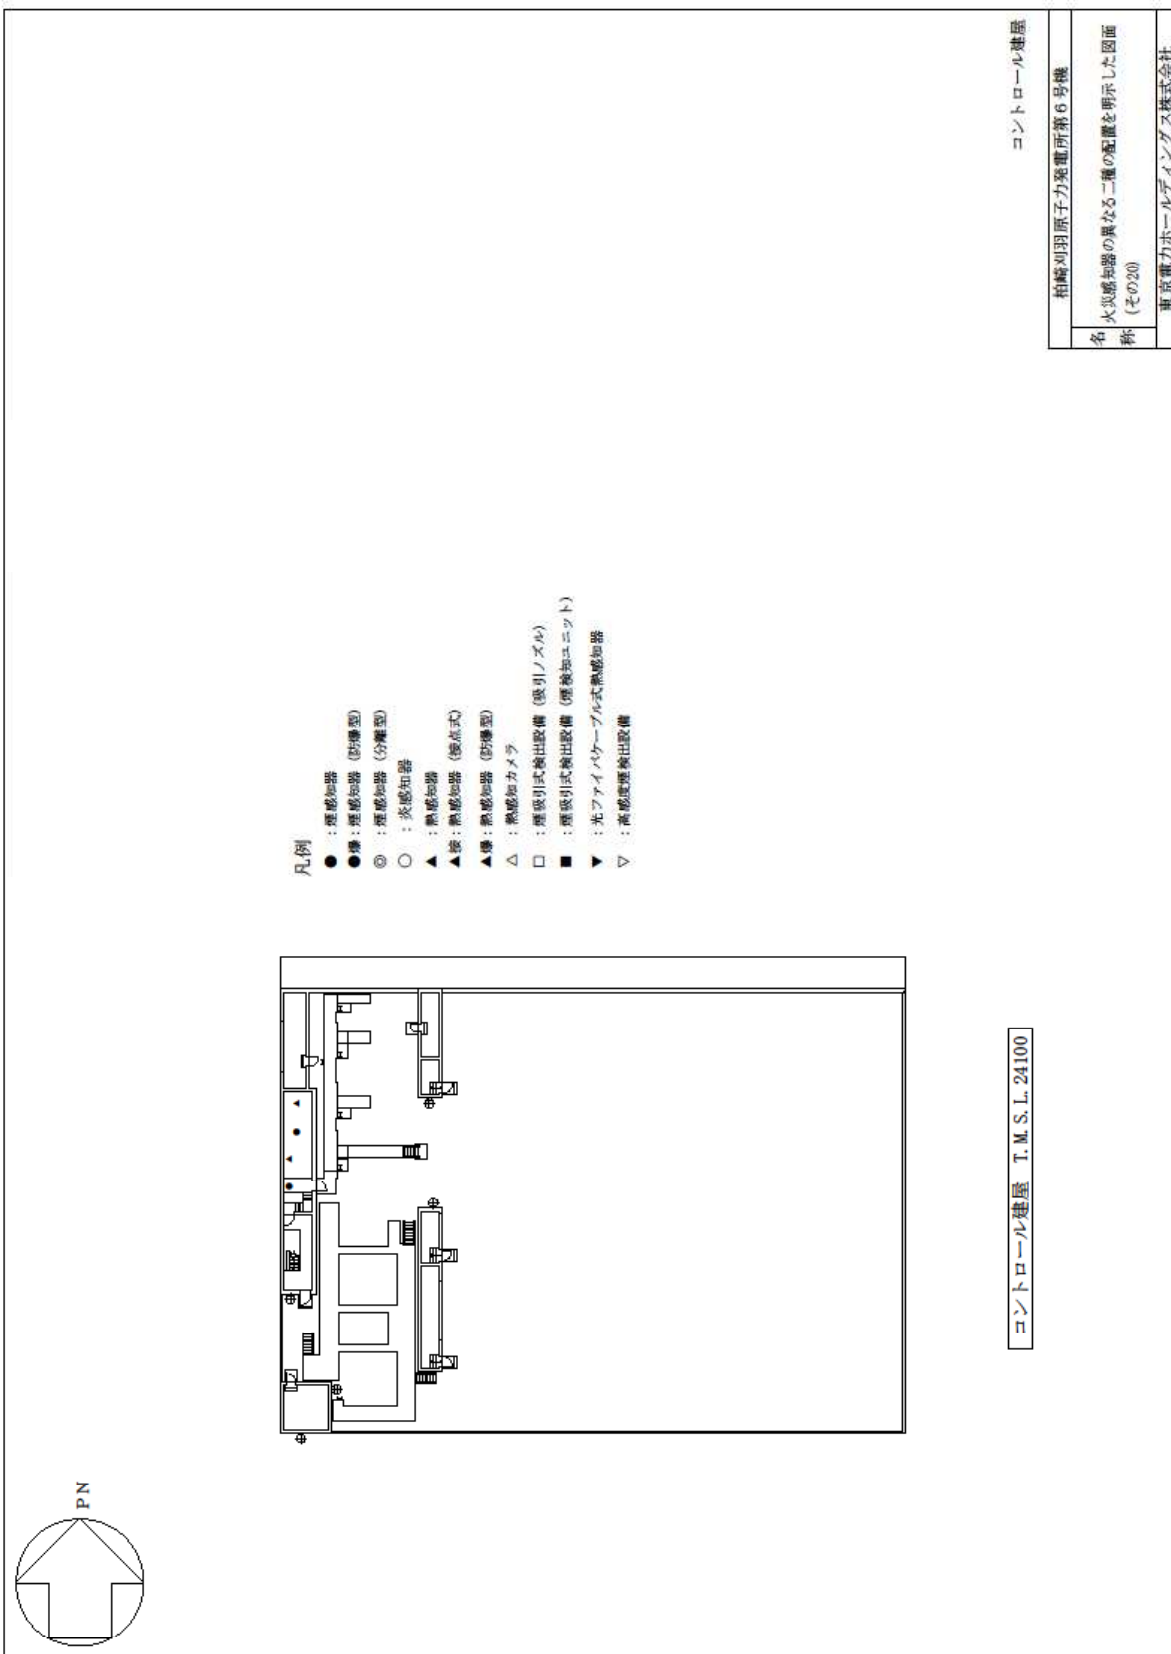 PN
コントロール建屋 T.M.S.L.24100
凡例
● ：煙感知器
●爆：煙感知器 (防爆型)
◎ ：煙感知器 (分離型)
○ ：炎感知器
▲ ：熱感知器
▲接：熱感知器 (接点式)
▲爆：熱感知器 (防爆型)
△ ：熱感知カメラ
□ ：煙吸引式検出設備 (吸引ノズル)
■ ：煙吸引式検出設備 (煙検知ユニット)
▼ ：光ファイバケーブル式熱感知器
▽ ：高感度煙検出設備
コントロール建屋
柏崎刈羽原子力発電所第6号機
名称
火災感知器の異なる二種の配置を明示した図面
(その20)
東京電力ホールディングス株式会社